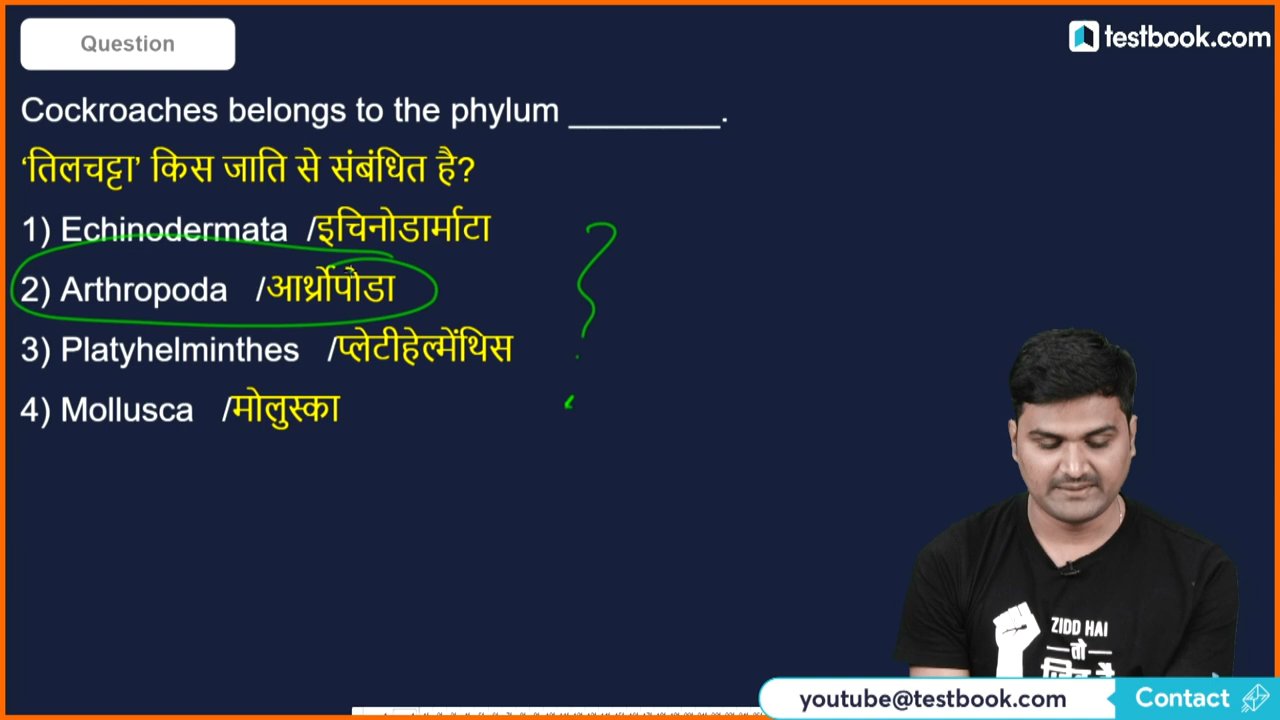 Question
testbook.com
Cockroaches belongs to the phylum ________.
‘तिलचट्टा’ किस जाति से संबंधित है?
1) Echinodermata /इचिनोडार्माटा
2) Arthropoda /आर्थ्रोपोडा
3) Platyhelminthes /प्लेटीहेल्मेंथिस
4) Mollusca /मोलुस्का
?
ZIDD HAI
तो
youtube@testbook.com
Contact